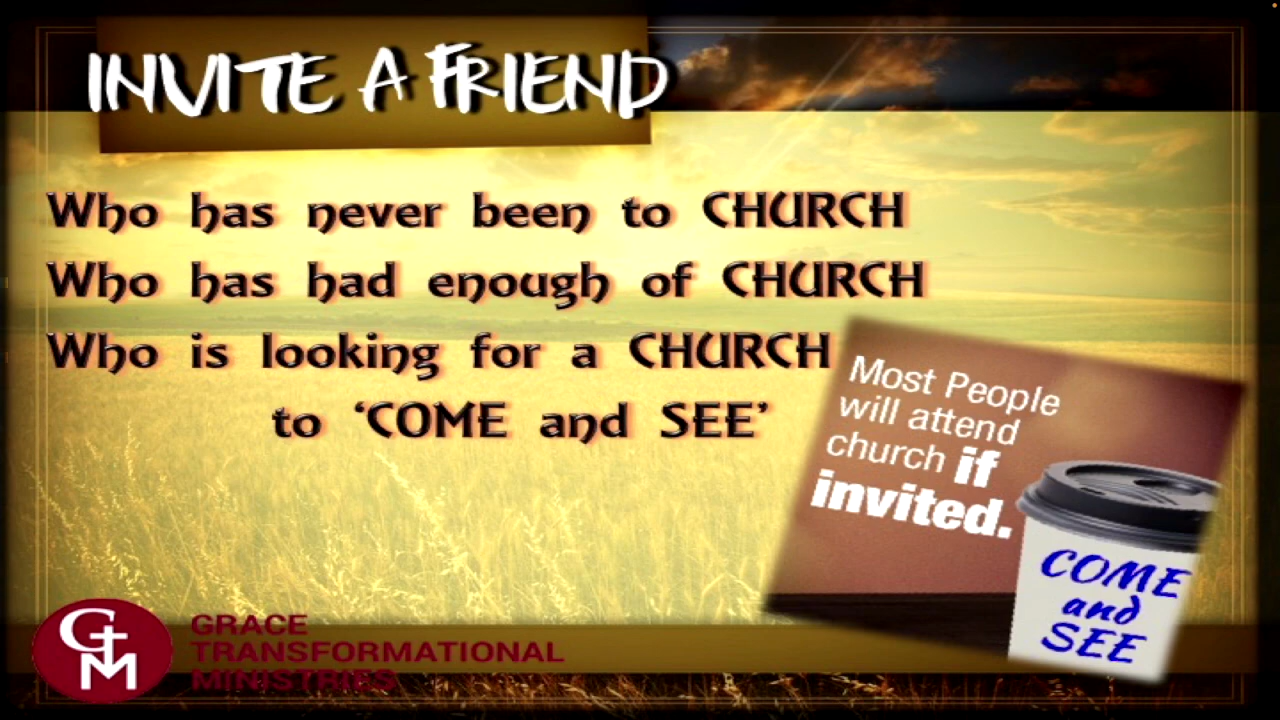 INVITE A FRIEND
Who has never been to CHURCH
Who has had enough of CHURCH
Who is looking for a CHURCH
to ‘COME and SEE’
Most People
will attend
church if
invited.
COME
and
SEE
GTM
GRACE
TRANSFORMATIONAL
MINISTRIES